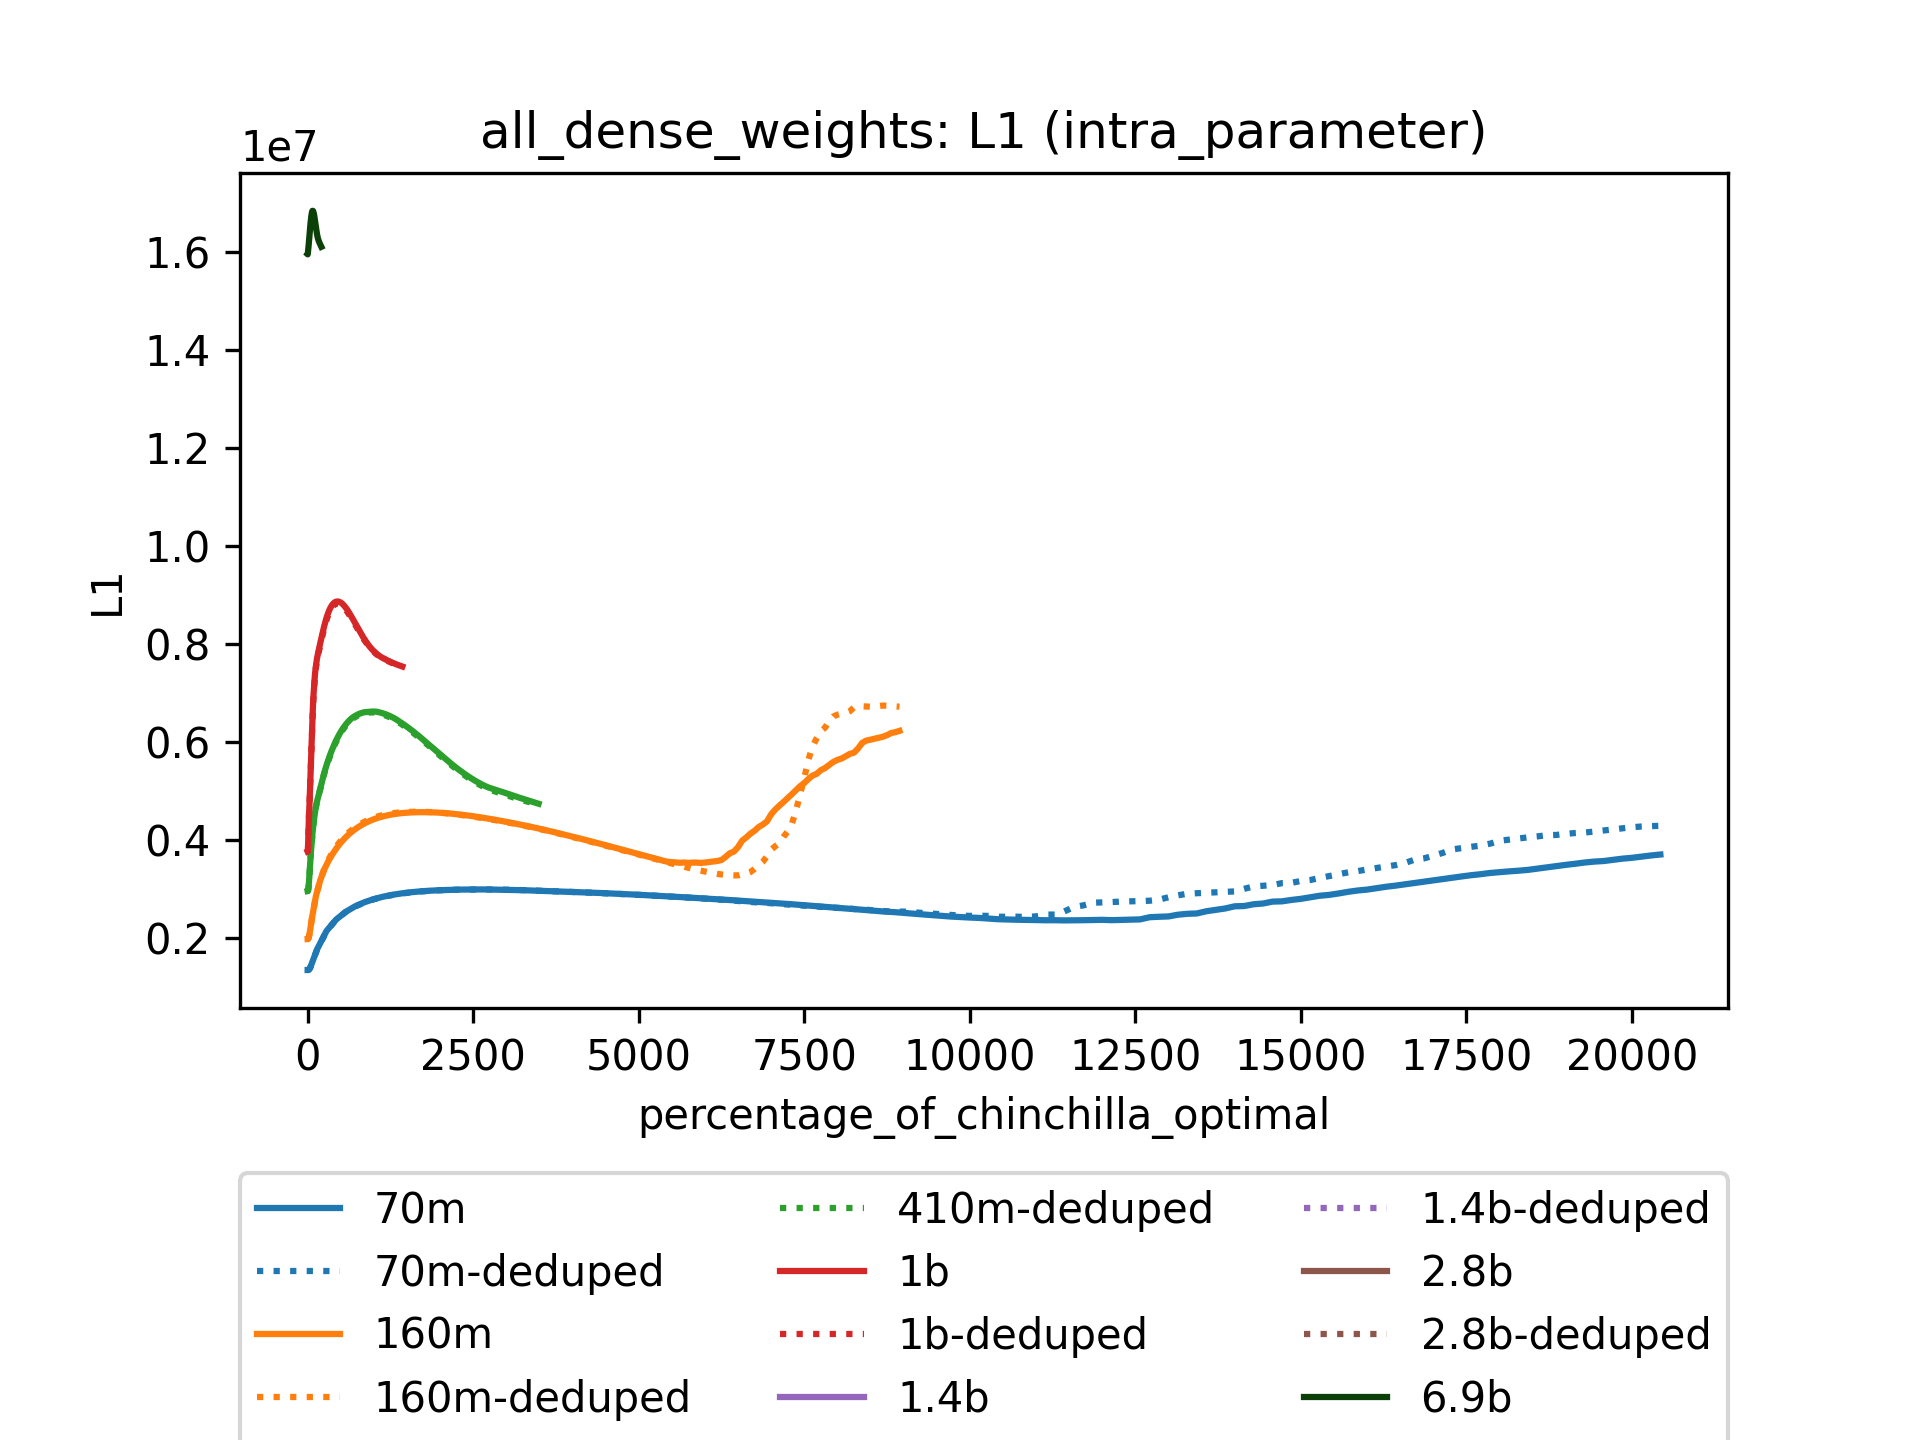 all_dense_weights: L1 (intra_parameter)
1e7
1.6
1.4
1.2
1.0
0.8
0.6
0.4
0.2
L1
0 2500 5000 7500 10000 12500 15000 17500 20000
percentage_of_chinchilla_optimal
70m 410m-deduped 1.4b-deduped
70m-deduped 1b 2.8b
160m 1b-deduped 2.8b-deduped
160m-deduped 1.4b 6.9b